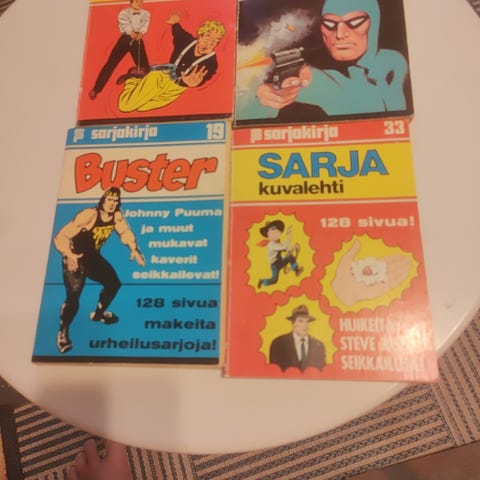 sarjakirja 19
Buster
Johnny Puuma
ja muut
mukavat
kaverit
seikkailevat!
128 sivua
makeita
urheilusarjoja!
sarjakirja 33
SARJA
kuvalehti
128 sivua!
STEVE